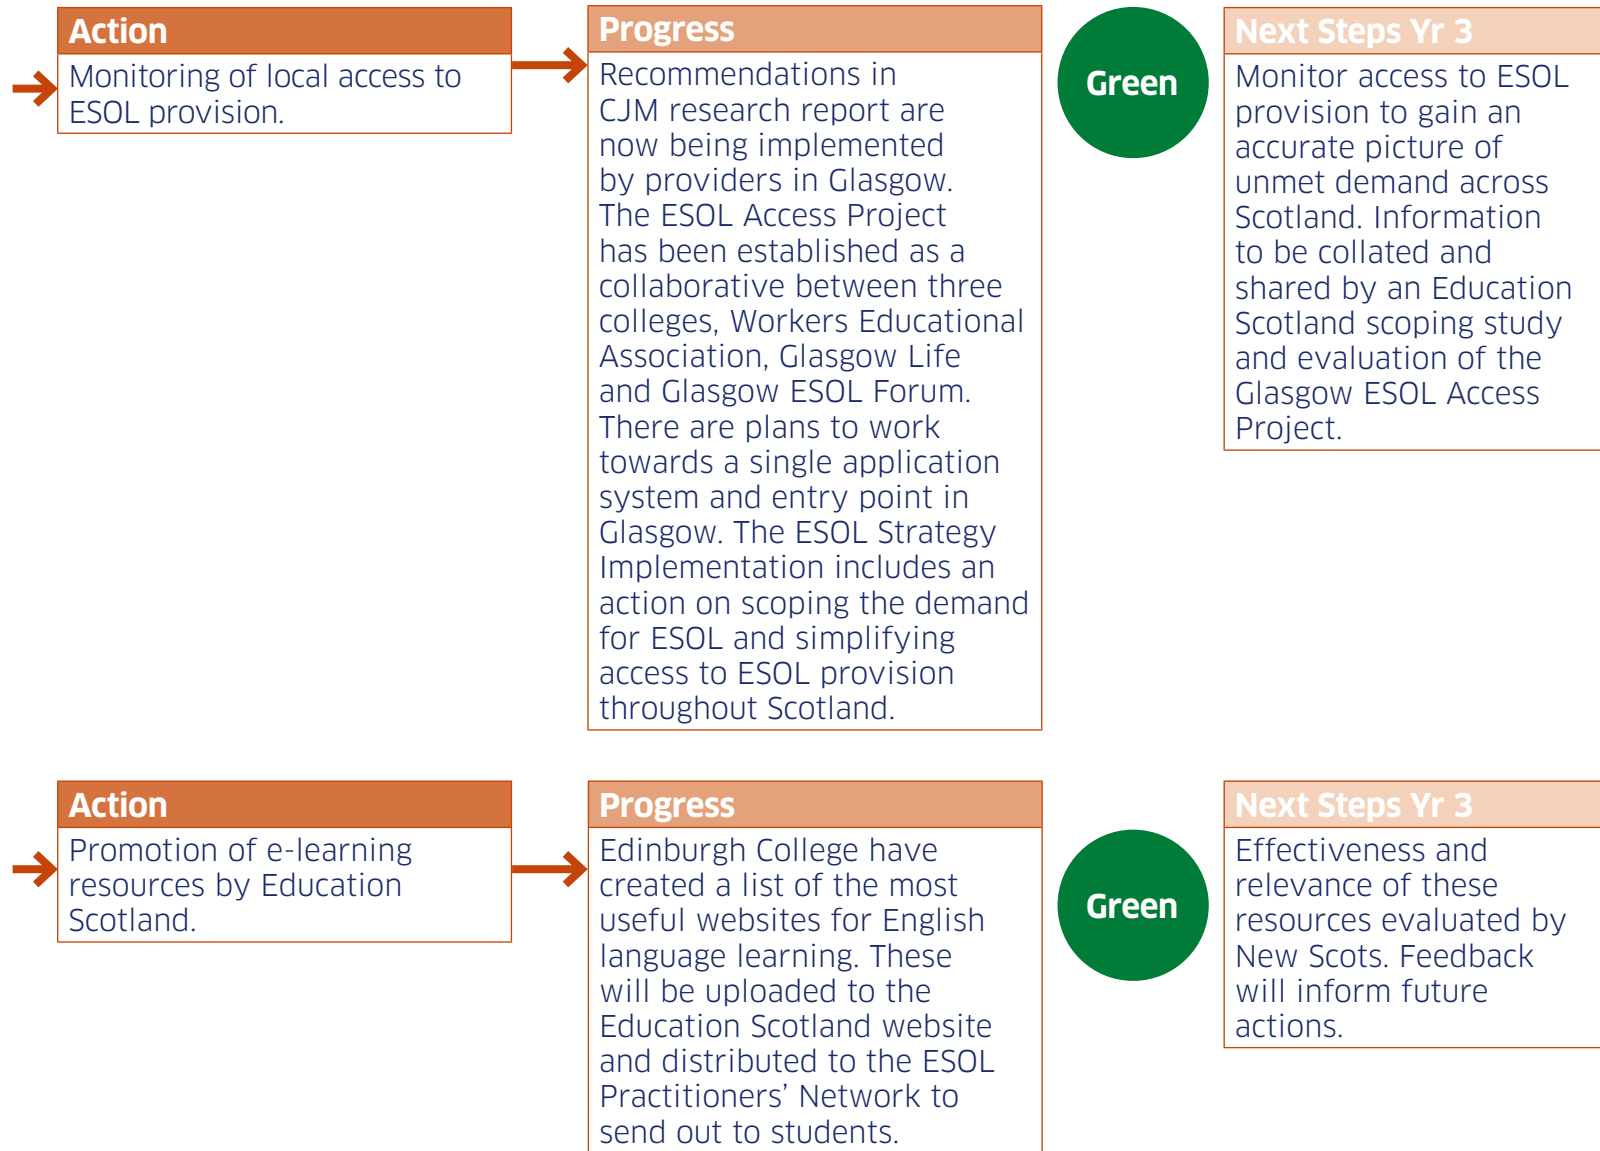 Action
Monitoring of local access to
ESOL provision.
Progress
Recommendations in
CJM research report are
now being implemented
by providers in Glasgow.
The ESOL Access Project
has been established as a
collaborative between three
colleges, Workers Educational
Association, Glasgow Life
and Glasgow ESOL Forum.
There are plans to work
towards a single application
system and entry point in
Glasgow. The ESOL Strategy
Implementation includes an
action on scoping the demand
for ESOL and simplifying
access to ESOL provision
throughout Scotland.
Green
Next Steps Yr 3
Monitor access to ESOL
provision to gain an
accurate picture of
unmet demand across
Scotland. Information
to be collated and
shared by an Education
Scotland scoping study
and evaluation of the
Glasgow ESOL Access
Project.
Action
Promotion of e-learning
resources by Education
Scotland.
Progress
Edinburgh College have
created a list of the most
useful websites for English
language learning. These
will be uploaded to the
Education Scotland website
and distributed to the ESOL
Practitioners’ Network to
send out to students.
Green
Next Steps Yr 3
Effectiveness and
relevance of these
resources evaluated by
New Scots. Feedback
will inform future
actions.